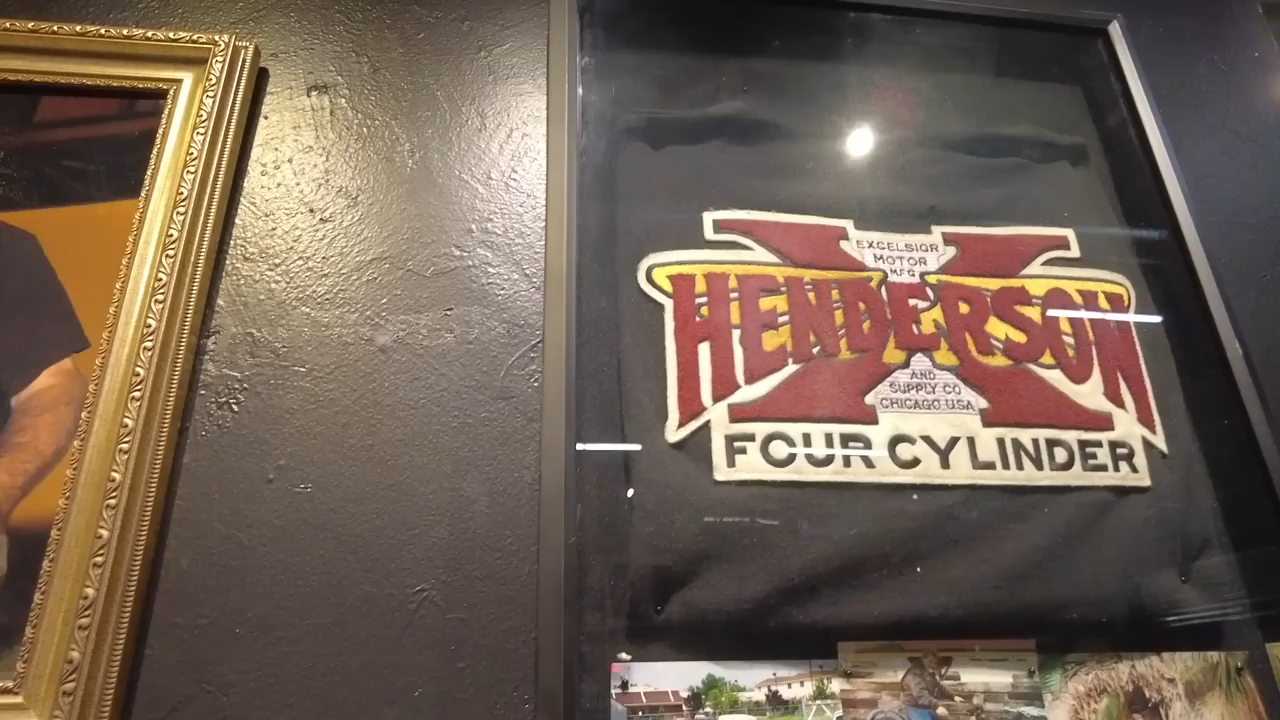 EXCELSIOR
MOTOR
MFG
HENDERSON
AND
SUPPLY CO
CHICAGO USA
FOUR CYLINDER